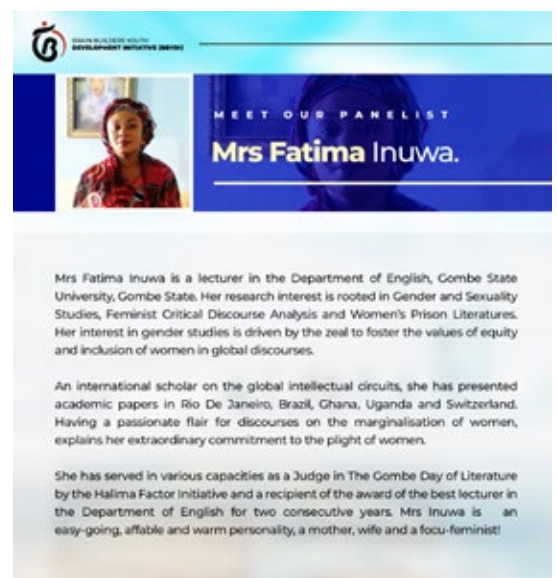 BRAIN BUILDERS YOUTH
DEVELOPMENT INITIATIVE (BBYDI)
MEET OUR PANELIST
Mrs Fatima Inuwa.
Mrs Fatima Inuwa is a lecturer in the Department of English, Gombe State
University, Gombe State. Her research interest is rooted in Gender and Sexuality
Studies, Feminist Critical Discourse Analysis and Women's Prison Literatures.
Her interest in gender studies is driven by the zeal to foster the values of equity
and inclusion of women in global discourses.
An international scholar on the global intellectual circuits, she has presented
academic papers in Rio De Janeiro, Brazil, Ghana, Uganda and Switzerland.
Having a passionate flair for discourses on the marginalisation of women,
explains her extraordinary commitment to the plight of women.
She has served in various capacities as a Judge in The Gombe Day of Literature
by the Halima Factor Initiative and a recipient of the award of the best lecturer in
the Department of English for two consecutive years. Mrs Inuwa is an
easy-going, affable and warm personality, a mother, wife and a focu-feminist!